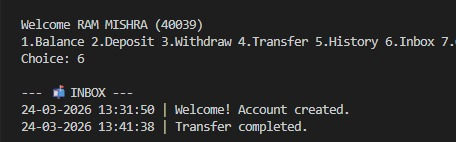 Welcome RAM MISHRA (40039)
1.Balance 2.Deposit 3.Withdraw 4.Transfer 5.History 6.Inbox 7.
Choice: 6
--- 📬 INBOX ---
24-03-2026 13:31:50 | Welcome! Account created.
24-03-2026 13:41:38 | Transfer completed.